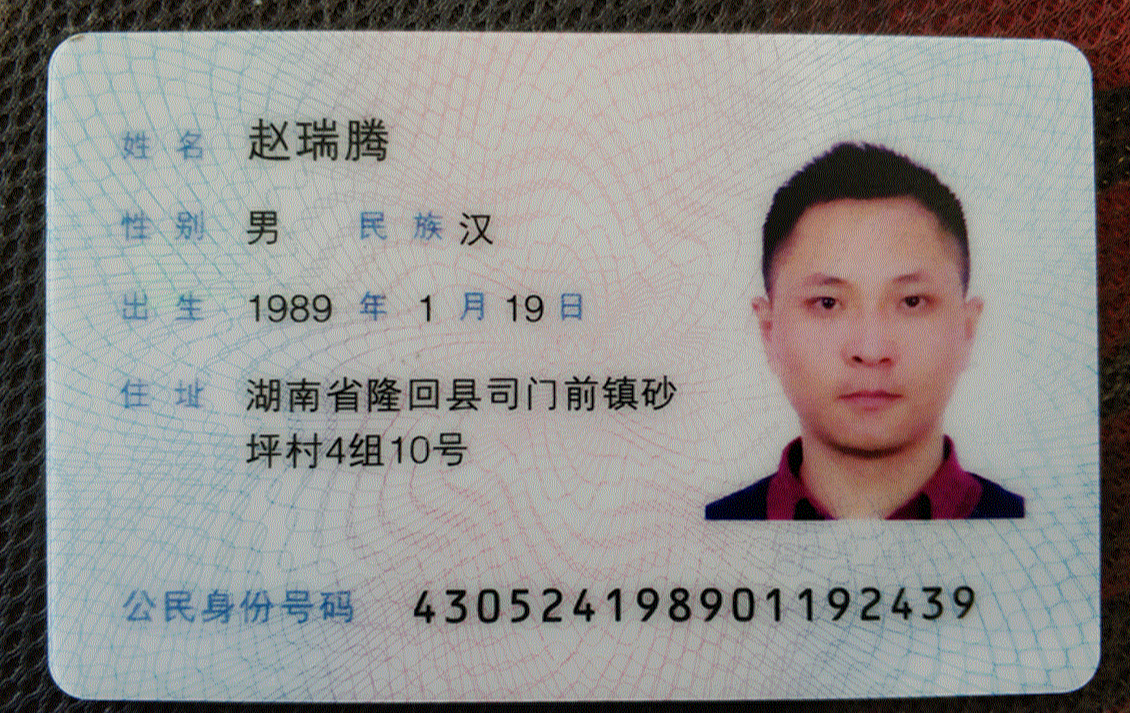 姓名 赵瑞腾
性别 男 民族 汉
出生 1989 年 1 月 19 日
住址 湖南省隆回县司门前镇砂
坪村4组10号
公民身份号码 430524198901192439